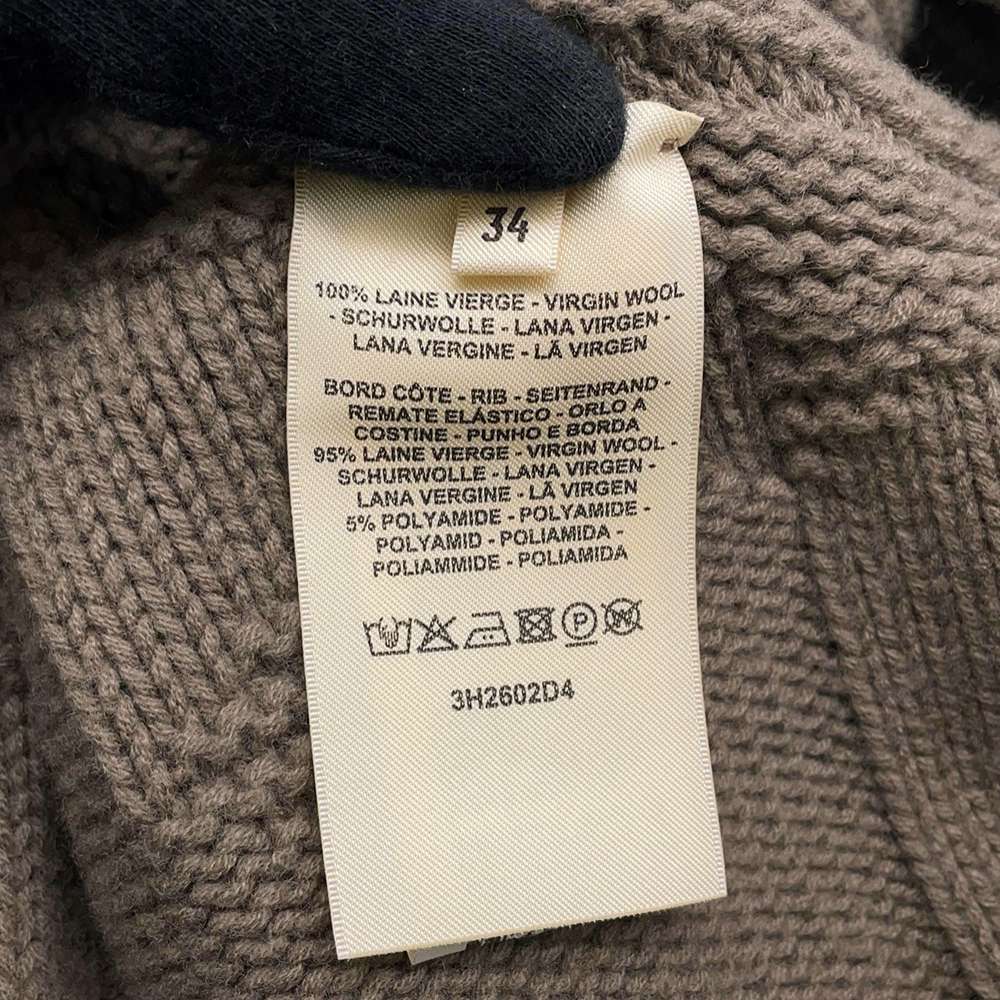 34
100% LAINE VIERGE - VIRGIN WOOL
- SCHURWOLLE - LANA VIRGEN -
LANA VERGINE - LÃ VIRGEN
BORD CÔTE - RIB - SEITENRAND -
REMATE ELÁSTICO - ORLO A
COSTINE - PUNHO E BORDA
95% LAINE VIERGE - VIRGIN WOOL -
SCHURWOLLE - LANA VIRGEN -
LANA VERGINE - LÃ VIRGEN
5% POLYAMIDE - POLYAMIDE -
POLYAMID - POLIAMIDA -
POLIAMMIDE - POLIAMIDA
P W
3H2602D4